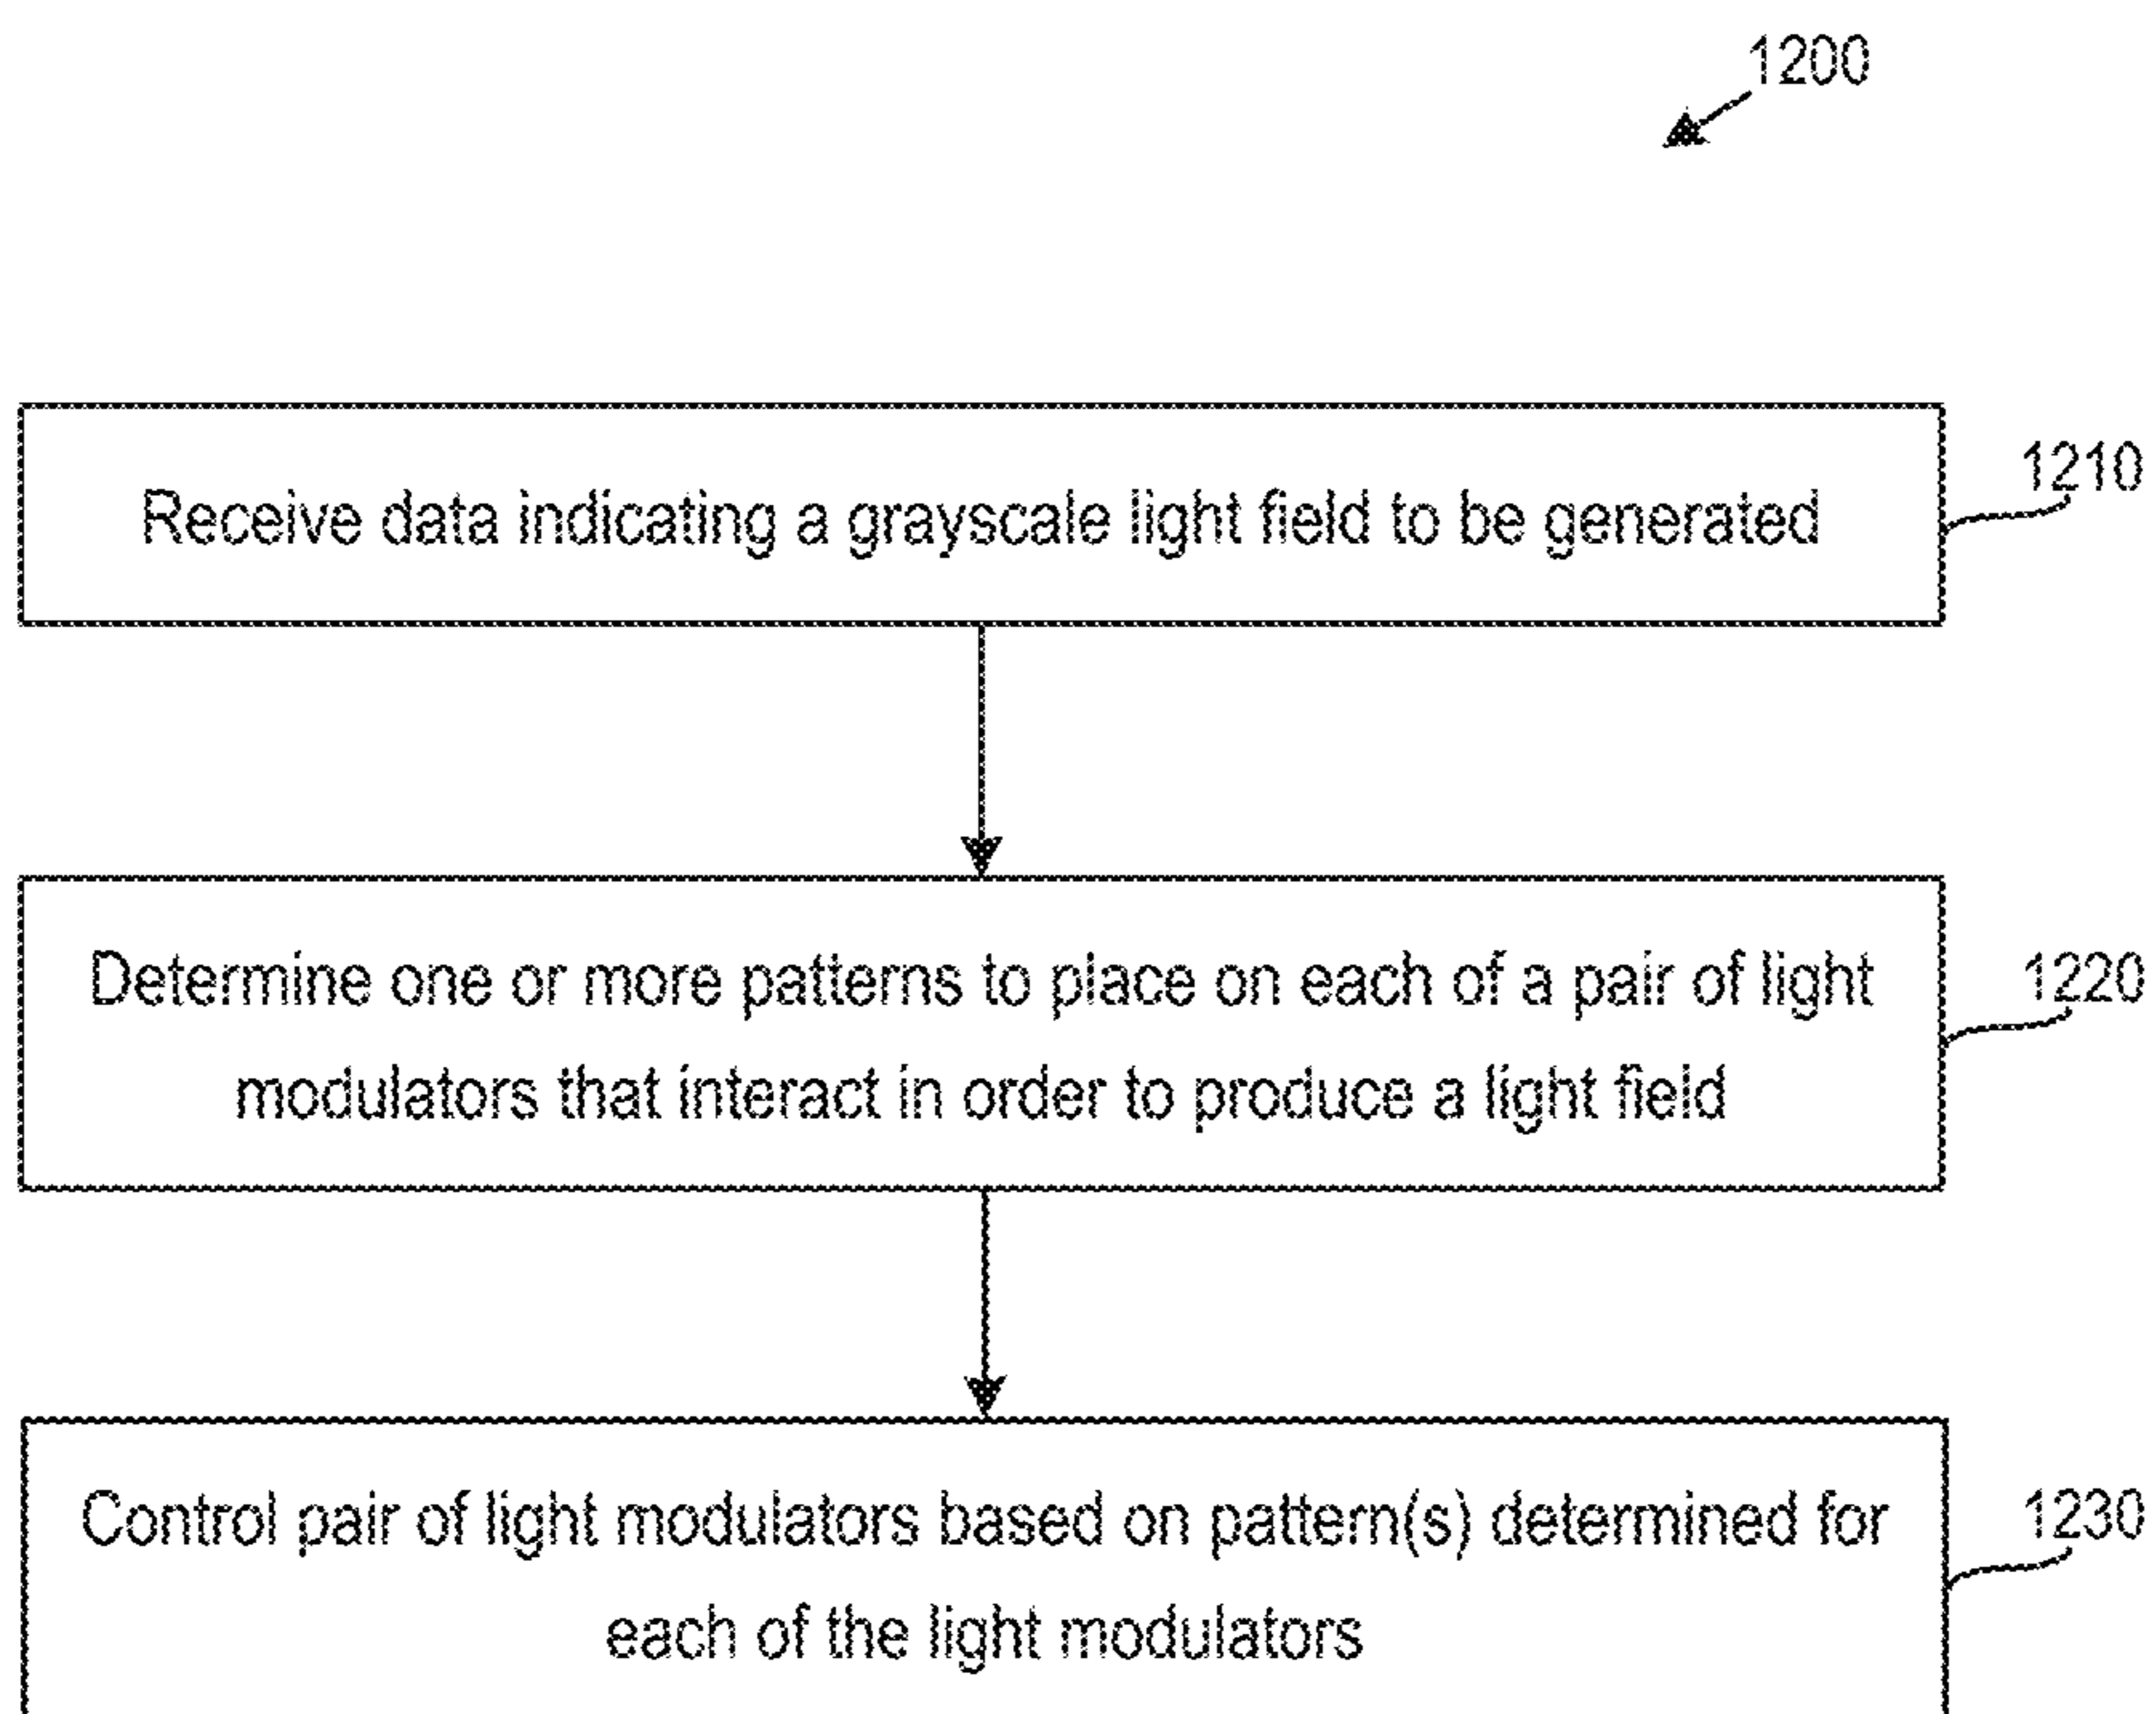 1200
Receive data indicating a grayscale light field to be generated
1210
Determine one or more patterns to place on each of a pair of light
modulators that interact in order to produce a light field
1220
Control pair of light modulators based on pattern(s) determined for
each of the light modulators
1230